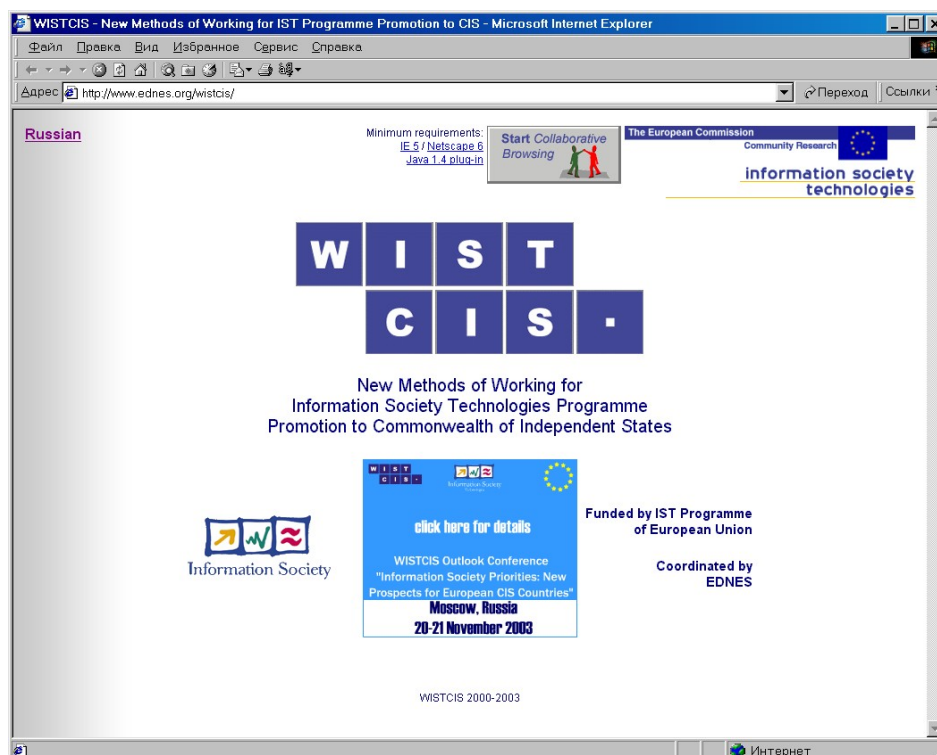 WISTCIS - New Methods of Working for IST Programme Promotion to CIS - Microsoft Internet Explorer
Файл Правка Вид Избранное Сервис Справка
Адрес http://www.ednes.org/wistcis/ Переход Ссылки
Russian
Minimum requirements:
IE 5 / Netscape 6
Java 1.4 plug-in
Start Collaborative
Browsing
The European Commission
Community Research
information society
technologies
W I S T
C I S .
New Methods of Working for
Information Society Technologies Programme
Promotion to Commonwealth of Independent States
Information Society
W I S T
C I S .
Information Society
click here for details
WISTCIS Outlook Conference
"Information Society Priorities: New
Prospects for European CIS Countries"
Moscow, Russia
20-21 November 2003
Funded by IST Programme
of European Union
Coordinated by
EDNES
WISTCIS 2000-2003
Интернет